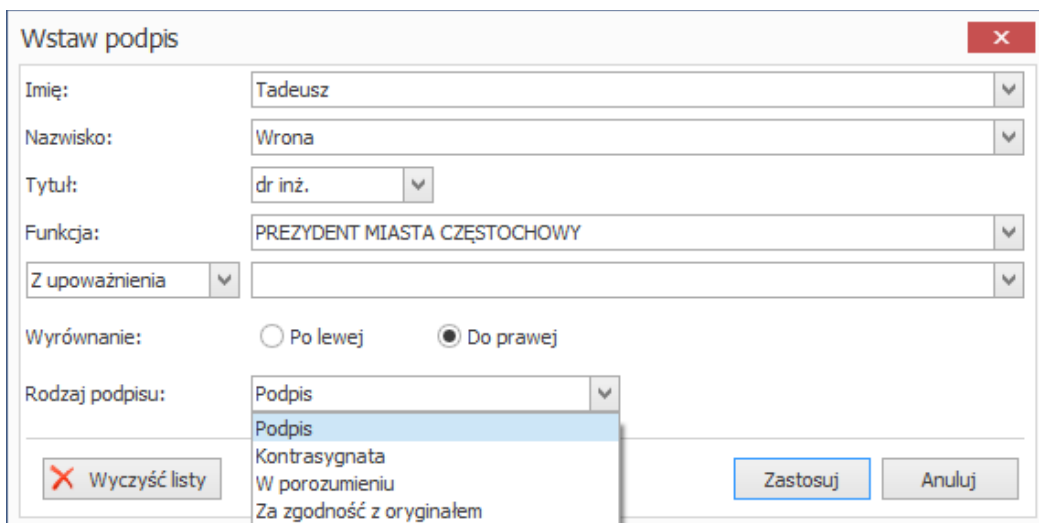 Wstaw podpis
Imię: Tadeusz
Nazwisko: Wrona
Tytuł: dr inż.
Funkcja: PREZYDENT MIASTA CZĘSTOCHOWY
Z upoważnienia
Wyrównanie: Po lewej Do prawej
Rodzaj podpisu: Podpis
Podpis
Kontrasygnata
W porozumieniu
Za zgodność z oryginałem
Wyczyść listy Zastosuj Anuluj